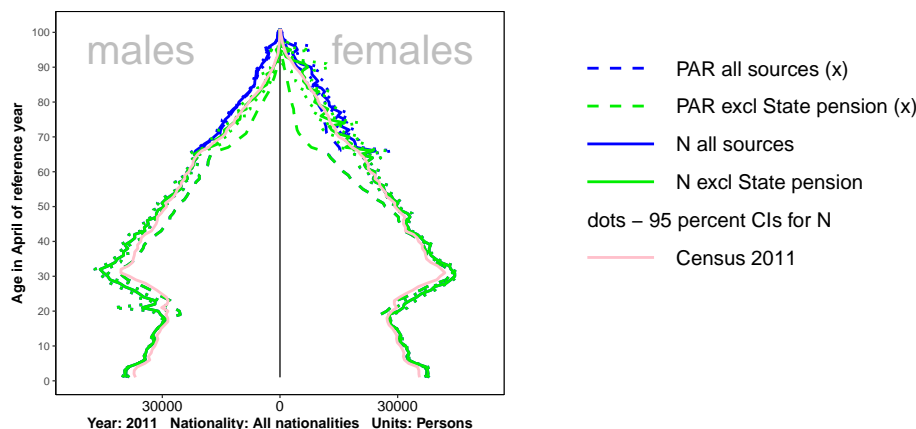 males females
100
90
80
70
60
50
40
30
20
10
0
Age in April of reference year
30000 0 30000
Year: 2011 Nationality: All nationalities Units: Persons
PAR all sources (x)
PAR excl State pension (x)
N all sources
N excl State pension
dots – 95 percent CIs for N
Census 2011